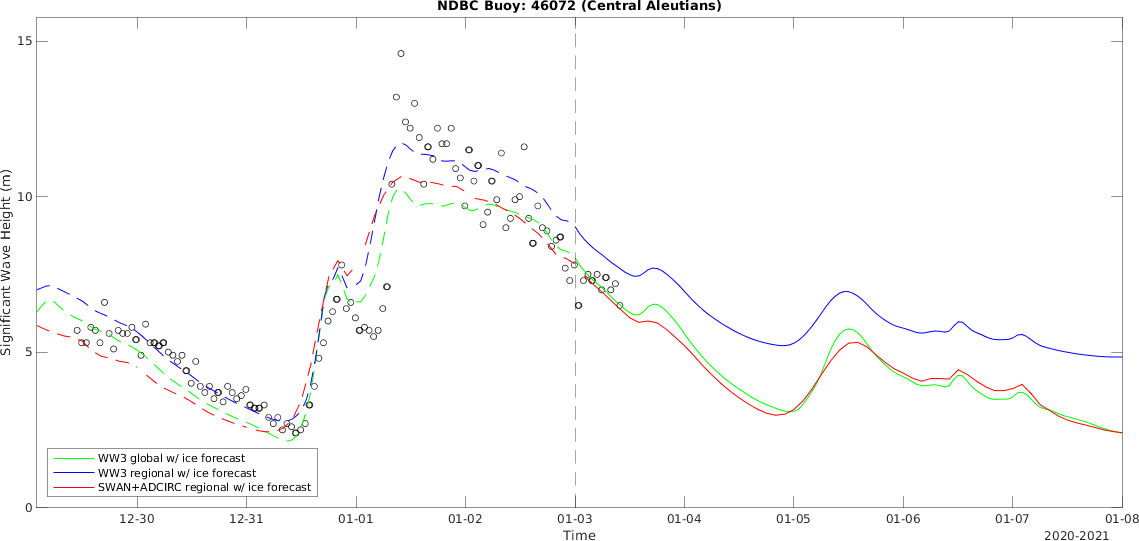 NDBC Buoy: 46072 (Central Aleutians)
15
10
5
0
Significant Wave Height (m)
WW3 global w/ ice forecast
WW3 regional w/ ice forecast
SWAN+ADCIRC regional w/ ice forecast
12-30 12-31 01-01 01-02 01-03 01-04 01-05 01-06 01-07 01-08
Time
2020-2021